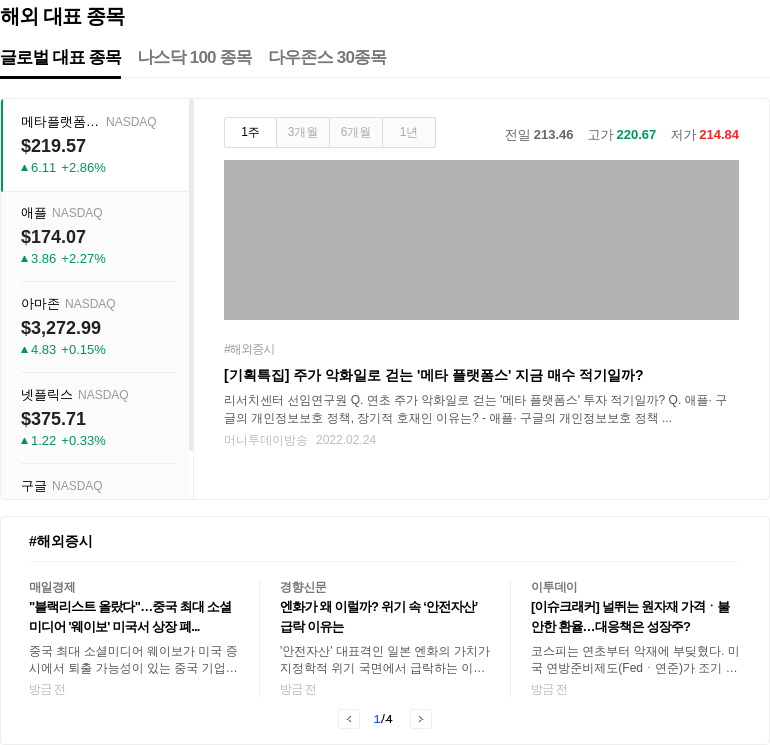 해외 대표 종목
글로벌 대표 종목 나스닥 100 종목 다우존스 30종목
메타플랫폼… NASDAQ
$219.57
▲6.11 +2.86%
애플 NASDAQ
$174.07
▲3.86 +2.27%
아마존 NASDAQ
$3,272.99
▲4.83 +0.15%
넷플릭스 NASDAQ
$375.71
▲1.22 +0.33%
구글 NASDAQ
1주 3개월 6개월 1년
전일 213.46 고가 220.67 저가 214.84
#해외증시
[기획특집] 주가 악화일로 걷는 '메타 플랫폼스' 지금 매수 적기일까?
리서치센터 선임연구원 Q. 연초 주가 악화일로 걷는 '메타 플랫폼스' 투자 적기일까? Q. 애플· 구
글의 개인정보보호 정책, 장기적 호재인 이유는? - 애플· 구글의 개인정보보호 정책 ...
머니투데이방송 2022.02.24
#해외증시
매일경제
"블랙리스트 올랐다"…중국 최대 소셜
미디어 '웨이보' 미국서 상장 폐...
중국 최대 소셜미디어 웨이보가 미국 증
시에서 퇴출 가능성이 있는 중국 기업…
방금 전
경향신문
엔화가 왜 이럴까? 위기 속 ‘안전자산’
급락 이유는
'안전자산' 대표격인 일본 엔화의 가치가
지정학적 위기 국면에서 급락하는 이…
방금 전
이투데이
[이슈크래커] 널뛰는 원자재 가격ㆍ불
안한 환율…대응책은 성장주?
코스피는 연초부터 악재에 부딪혔다. 미
국 연방준비제도(Fedㆍ연준)가 조기 …
방금 전
< 1/4 >